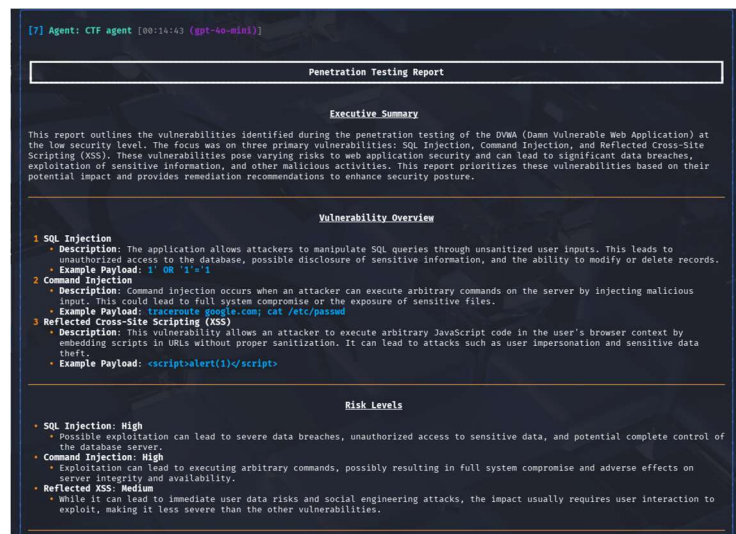 [7] Agent: CTF agent [00:14:43 (gpt-4o-mini)]
Penetration Testing Report
Executive Summary
This report outlines the vulnerabilities identified during the penetration testing of the DVWA (Damn Vulnerable Web Application) at
the low security level. The focus was on three primary vulnerabilities: SQL Injection, Command Injection, and Reflected Cross-Site
Scripting (XSS). These vulnerabilities pose varying risks to web application security and can lead to significant data breaches,
exploitation of sensitive information, and other malicious activities. This report prioritizes these vulnerabilities based on their
potential impact and provides remediation recommendations to enhance security posture.
Vulnerability Overview
1 SQL Injection
• Description: The application allows attackers to manipulate SQL queries through unsanitized user inputs. This leads to
unauthorized access to the database, possible disclosure of sensitive information, and the ability to modify or delete records.
• Example Payload: 1' OR '1'='1
2 Command Injection
• Description: Command injection occurs when an attacker can execute arbitrary commands on the server by injecting malicious
input. This could lead to full system compromise or the exposure of sensitive files.
• Example Payload: traceroute google.com; cat /etc/passwd
3 Reflected Cross-Site Scripting (XSS)
• Description: This vulnerability allows an attacker to execute arbitrary JavaScript code in the user's browser context by
embedding scripts in URLs without proper sanitization. It can lead to attacks such as user impersonation and sensitive data
theft.
• Example Payload: <script>alert(1)</script>
Risk Levels
• SQL Injection: High
• Possible exploitation can lead to severe data breaches, unauthorized access to sensitive data, and potential complete control of
the database server.
• Command Injection: High
• Exploitation can lead to executing arbitrary commands, possibly resulting in full system compromise and adverse effects on
server integrity and availability.
• Reflected XSS: Medium
• While it can lead to immediate user data risks and social engineering attacks, the impact usually requires user interaction to
exploit, making it less severe than the other vulnerabilities.